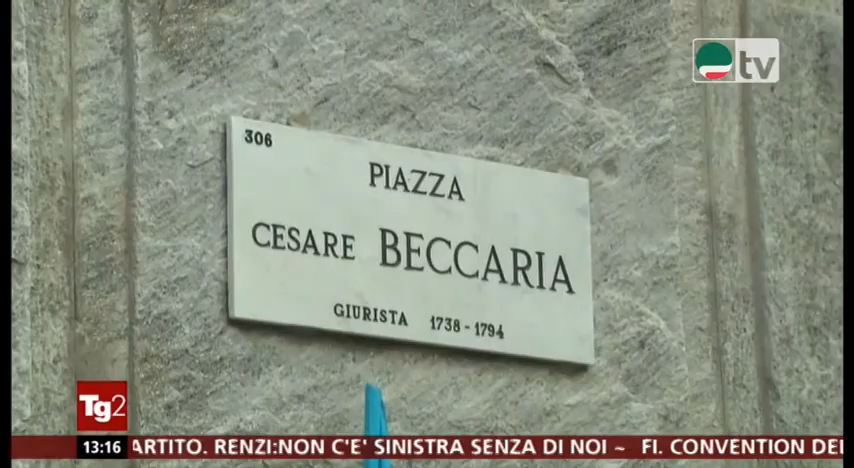 tv
306
PIAZZA
CESARE BECCARIA
GIURISTA 1738 - 1794
Tg2
13:16 ARTITO. RENZI:NON C'E' SINISTRA SENZA DI NOI ~ FI. CONVENTION DE